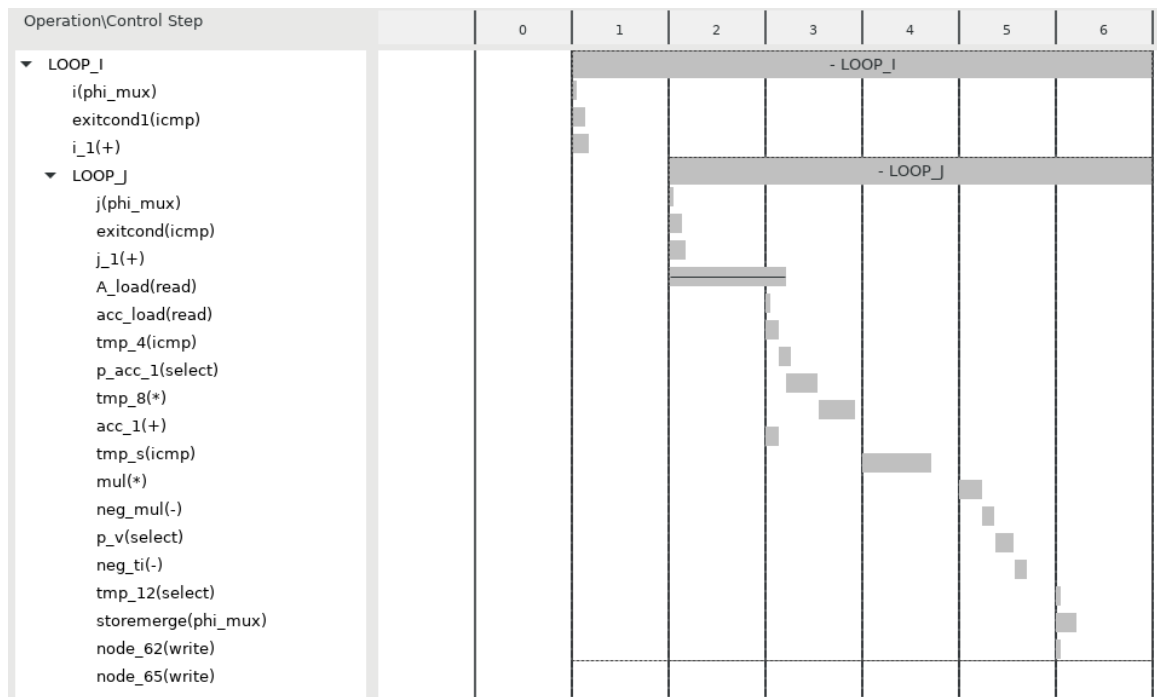 Operation\Control Step
0 1 2 3 4 5 6
LOOP_I - LOOP_I
i(phi_mux)
exitcond1(icmp)
i_1(+)
LOOP_J - LOOP_J
j(phi_mux)
exitcond(icmp)
j_1(+)
A_load(read)
acc_load(read)
tmp_4(icmp)
p_acc_1(select)
tmp_8(*)
acc_1(+)
tmp_s(icmp)
mul(*)
neg_mul(-)
p_v(select)
neg_ti(-)
tmp_12(select)
storemerge(phi_mux)
node_62(write)
node_65(write)